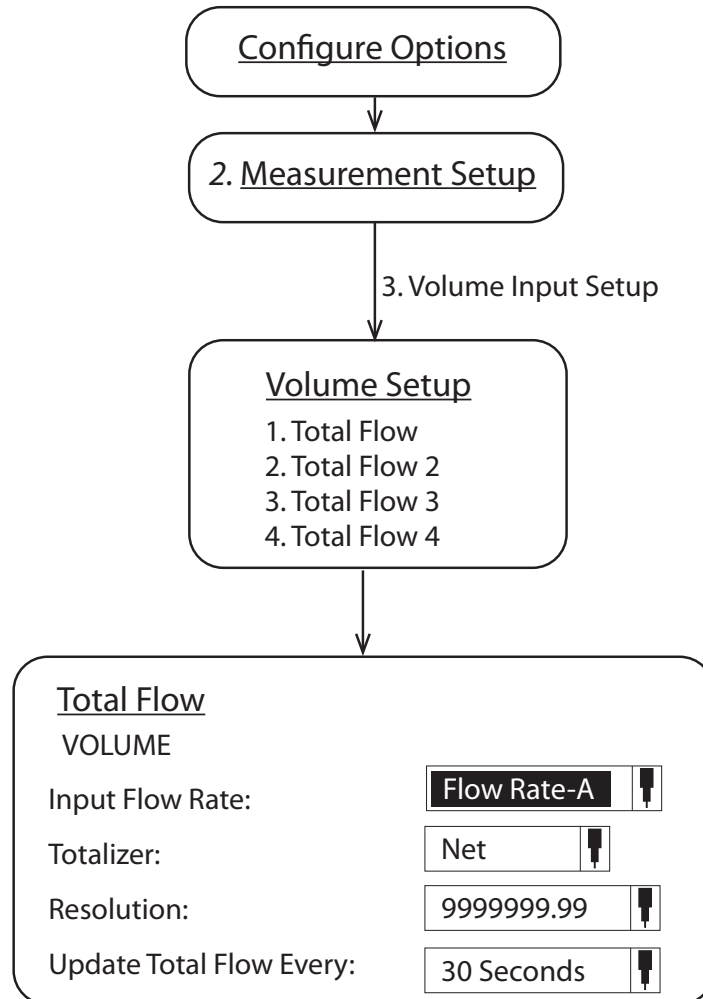 Configure Options
2. Measurement Setup
3. Volume Input Setup
Volume Setup
1. Total Flow
2. Total Flow 2
3. Total Flow 3
4. Total Flow 4
Total Flow
VOLUME
Input Flow Rate: Flow Rate-A
Totalizer: Net
Resolution: 9999999.99
Update Total Flow Every: 30 Seconds